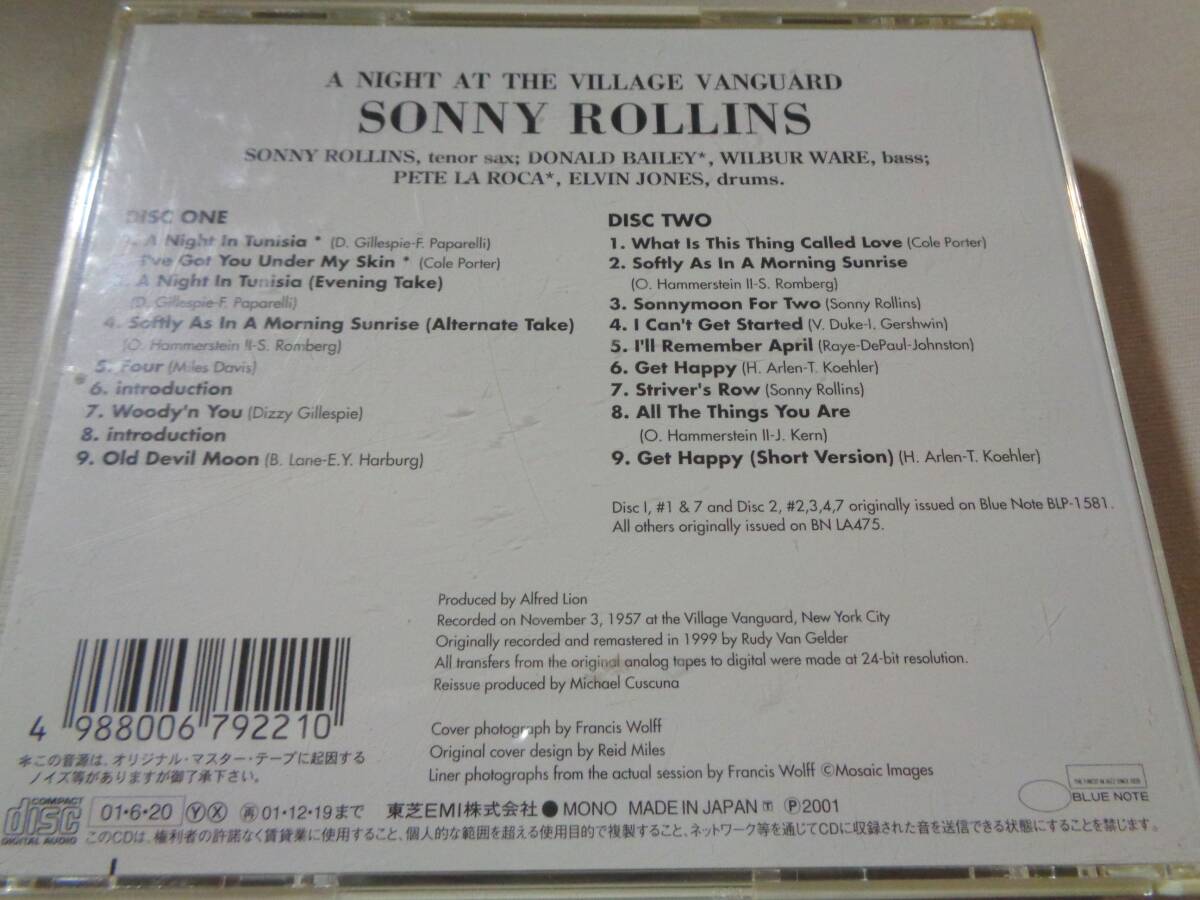 A NIGHT AT THE VILLAGE VANGUARD
SONNY ROLLINS
SONNY ROLLINS, tenor sax; DONALD BAILEY*, WILBUR WARE, bass;
PETE LA ROCA*, ELVIN JONES, drums.
DISC ONE
A Night In Tunisia * (D. Gillespie-F. Paparelli)
I've Got You Under My Skin * (Cole Porter)
A Night In Tunisia (Evening Take)
(D. Gillespie-F. Paparelli)
4. Softly As In A Morning Sunrise (Alternate Take)
(O. Hammerstein II-S. Romberg)
5. Four (Miles Davis)
6. introduction
7. Woody'n You (Dizzy Gillespie)
8. introduction
9. Old Devil Moon (B. Lane-E.Y. Harburg)
DISC TWO
1. What Is This Thing Called Love (Cole Porter)
2. Softly As In A Morning Sunrise
(O. Hammerstein II-S. Romberg)
3. Sonnymoon For Two (Sonny Rollins)
4. I Can't Get Started (V. Duke-I. Gershwin)
5. I'll Remember April (Raye-DePaul-Johnston)
6. Get Happy (H. Arlen-T. Koehler)
7. Striver's Row (Sonny Rollins)
8. All The Things You Are
(O. Hammerstein II-J. Kern)
9. Get Happy (Short Version) (H. Arlen-T. Koehler)
Disc I, #1 & 7 and Disc 2, #2,3,4,7 originally issued on Blue Note BLP-1581.
All others originally issued on BN LA475.
Produced by Alfred Lion
Recorded on November 3, 1957 at the Village Vanguard, New York City
Originally recorded and remastered in 1999 by Rudy Van Gelder
All transfers from the original analog tapes to digital were made at 24-bit resolution.
Reissue produced by Michael Cuscuna
Cover photograph by Francis Wolff
Original cover design by Reid Miles
Liner photographs from the actual session by Francis Wolff ©Mosaic Images
4 988006 792210
※この音源は、オリジナル・マスター・テープに起因する
ノイズ等がありますが御了承下さい。
THE FINEST IN JAZZ SINCE 1939
BLUE NOTE
COMPACT disc DIGITAL AUDIO
01・6・20 Ⓨ Ⓧ ㊊ 01・12・19まで 東芝EMI株式会社 ● MONO MADE IN JAPAN Ⓣ Ⓟ2001
このCDは、権利者の許諾なく賃貸業に使用すること、個人的な範囲を超える使用目的で複製すること、ネットワーク等を通じてCDに収録された音を送信できる状態にすることを禁じます。